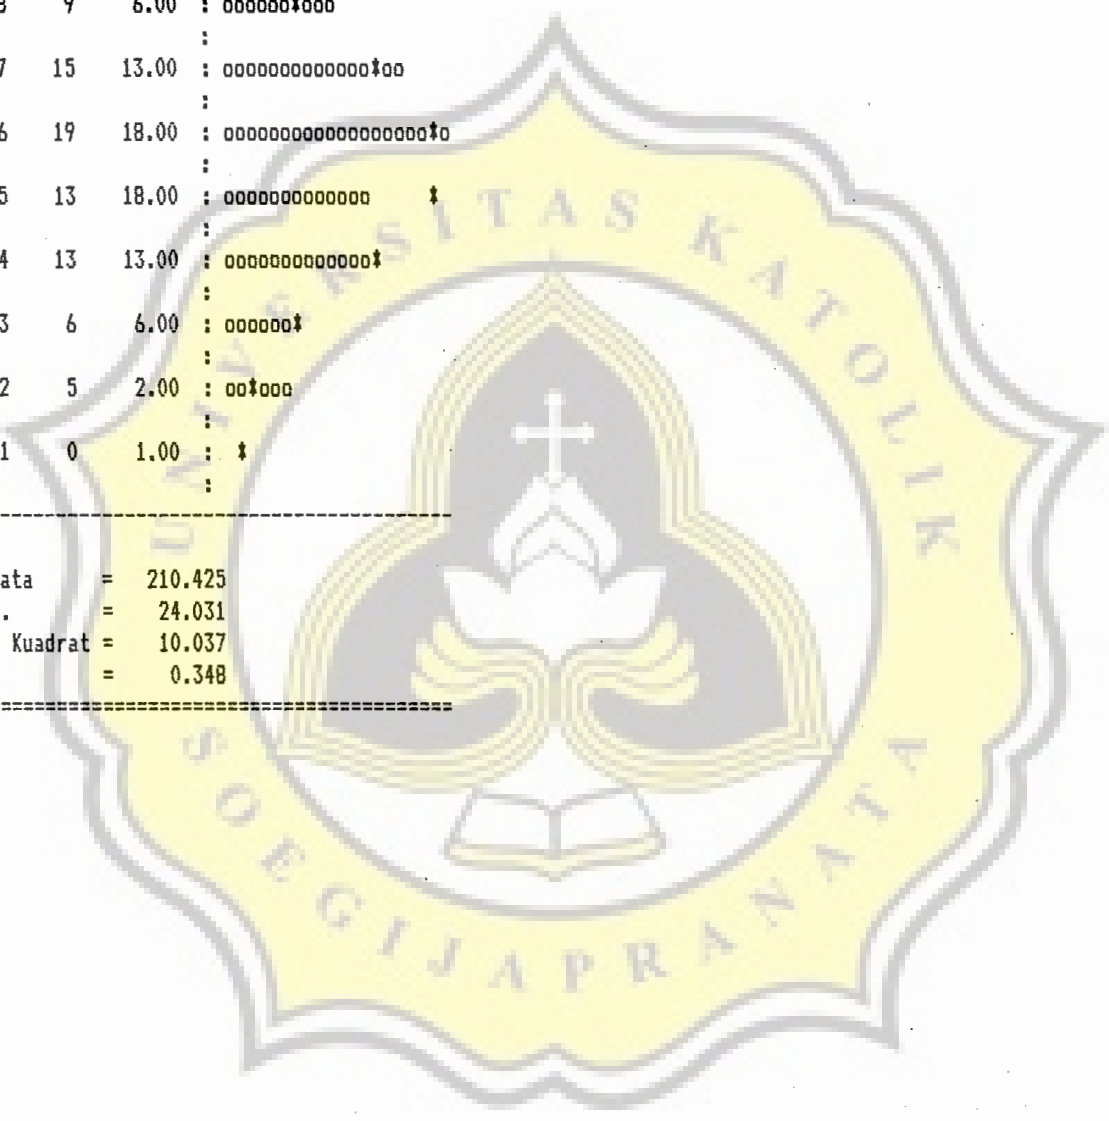 8 9 6.00 : oooooo*ooo
:
7 15 13.00 : ooooooooooooo*oo
:
6 19 18.00 : oooooooooooooooooo*o
:
5 13 18.00 : ooooooooooooo     *
:
4 13 13.00 : ooooooooooooo*
:
3 6 6.00 : oooooo*
:
2 5 2.00 : oo*ooo
:
1 0 1.00 :  *
:
--------------------------------------------
ata = 210.425
. = 24.031
Kuadrat = 10.037
= 0.348
============================================
UNIVERSITAS KATOLIK
SOEGIJAPRANATA